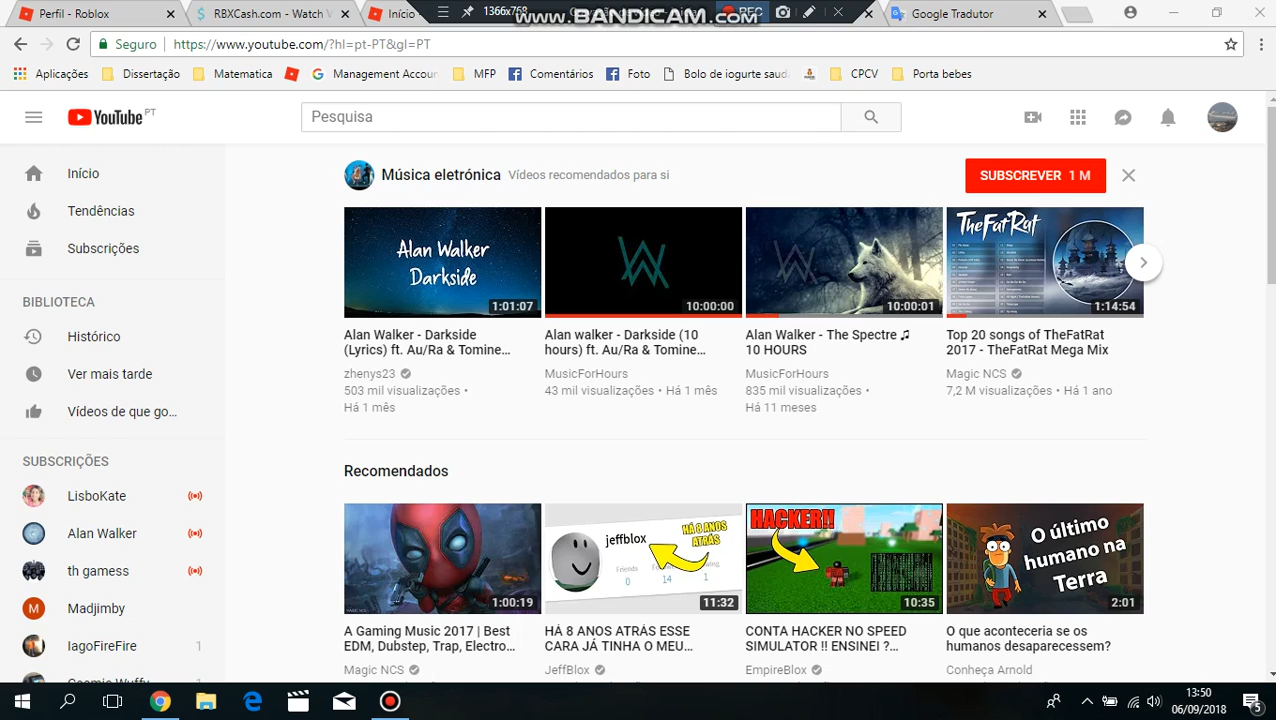 Perfil - Roblox
RBXCash.com - Watch V
Início
1366x768
REC
www.BANDICAM.com
Google Tradutor
Seguro
https://www.youtube.com/?hl=pt-PT&gl=PT
Aplicações
Dissertação
Matematica
Management Accour
MFP
Comentários
Foto
Bolo de iogurte saud
CPCV
Porta bebes
YouTube PT
Pesquisa
Início
Tendências
Subscrições
BIBLIOTECA
Histórico
Ver mais tarde
Vídeos de que go...
SUBSCRIÇÕES
LisboKate
Alan Walker
th gamess
M
Madjimby
IagoFireFire 1
Cosmic Wuffy
Música eletrónica Vídeos recomendados para si
SUBSCREVER 1 M
Alan Walker
Darkside
1:01:07
Alan Walker - Darkside
(Lyrics) ft. Au/Ra & Tomine...
zhenys23
503 mil visualizações •
Há 1 mês
10:00:00
Alan walker - Darkside (10
hours) ft. Au/Ra & Tomine...
MusicForHours
43 mil visualizações • Há 1 mês
10:00:01
Alan Walker - The Spectre ♫
10 HOURS
MusicForHours
835 mil visualizações •
Há 11 meses
TheFatRat
1:14:54
Top 20 songs of TheFatRat
2017 - TheFatRat Mega Mix
Magic NCS
7,2 M visualizações • Há 1 ano
Recomendados
1:00:19
A Gaming Music 2017 | Best
EDM, Dubstep, Trap, Electro...
Magic NCS
HÁ 8 ANOS
ATRÁS
jeffblox
Friends
0
14
1
11:32
HÁ 8 ANOS ATRÁS ESSE
CARA JÁ TINHA O MEU...
JeffBlox
HACKER!!
10:35
CONTA HACKER NO SPEED
SIMULATOR !! ENSINEI ?...
EmpireBlox
O último
humano na
Terra
2:01
O que aconteceria se os
humanos desaparecessem?
Conheça Arnold
13:50
06/09/2018
5